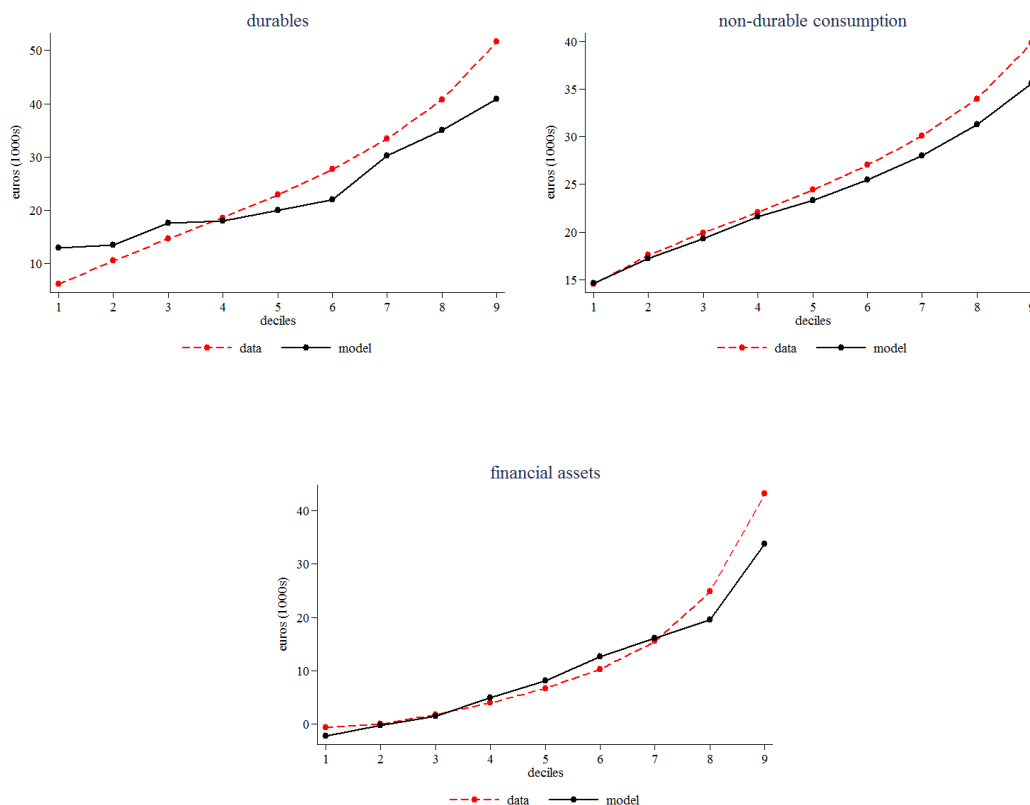 durables
euros (1000s)
50
40
30
20
10
1 2 3 4 5 6 7 8 9
deciles
data model
non-durable consumption
euros (1000s)
40
35
30
25
20
15
1 2 3 4 5 6 7 8 9
deciles
data model
financial assets
euros (1000s)
40
30
20
10
0
1 2 3 4 5 6 7 8 9
deciles
data model